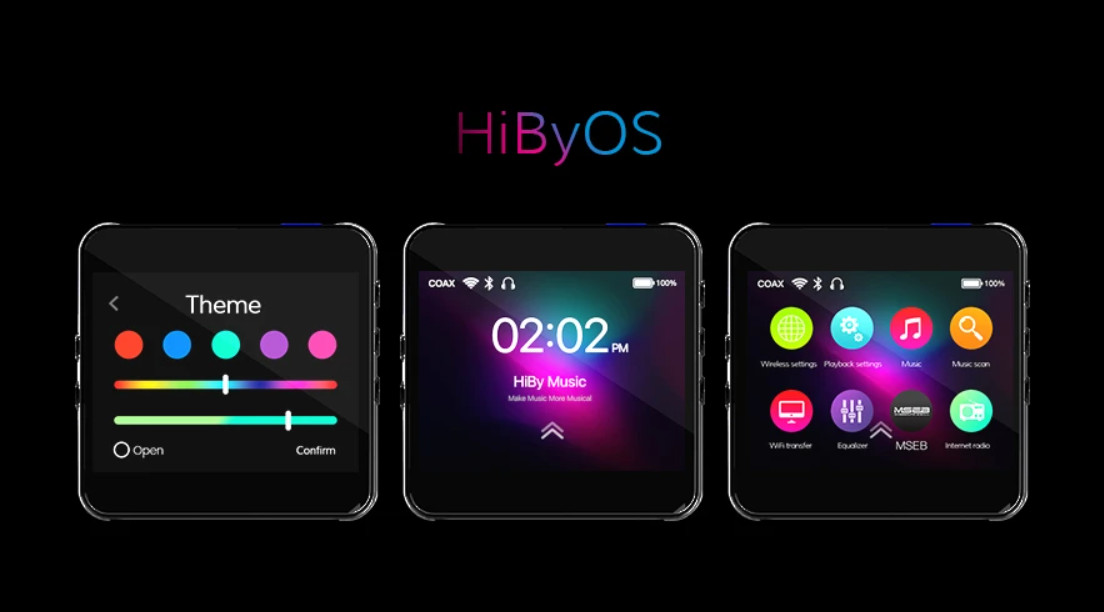 HiByOS
Theme
Open
Confirm
COAX
100%
02:02 PM
HiBy Music
Make Music More Musical
COAX
100%
Wireless settings
Playback settings
Music
Music scan
MSEB
WiFi transfer
Equalizer
MSEB
Internet radio